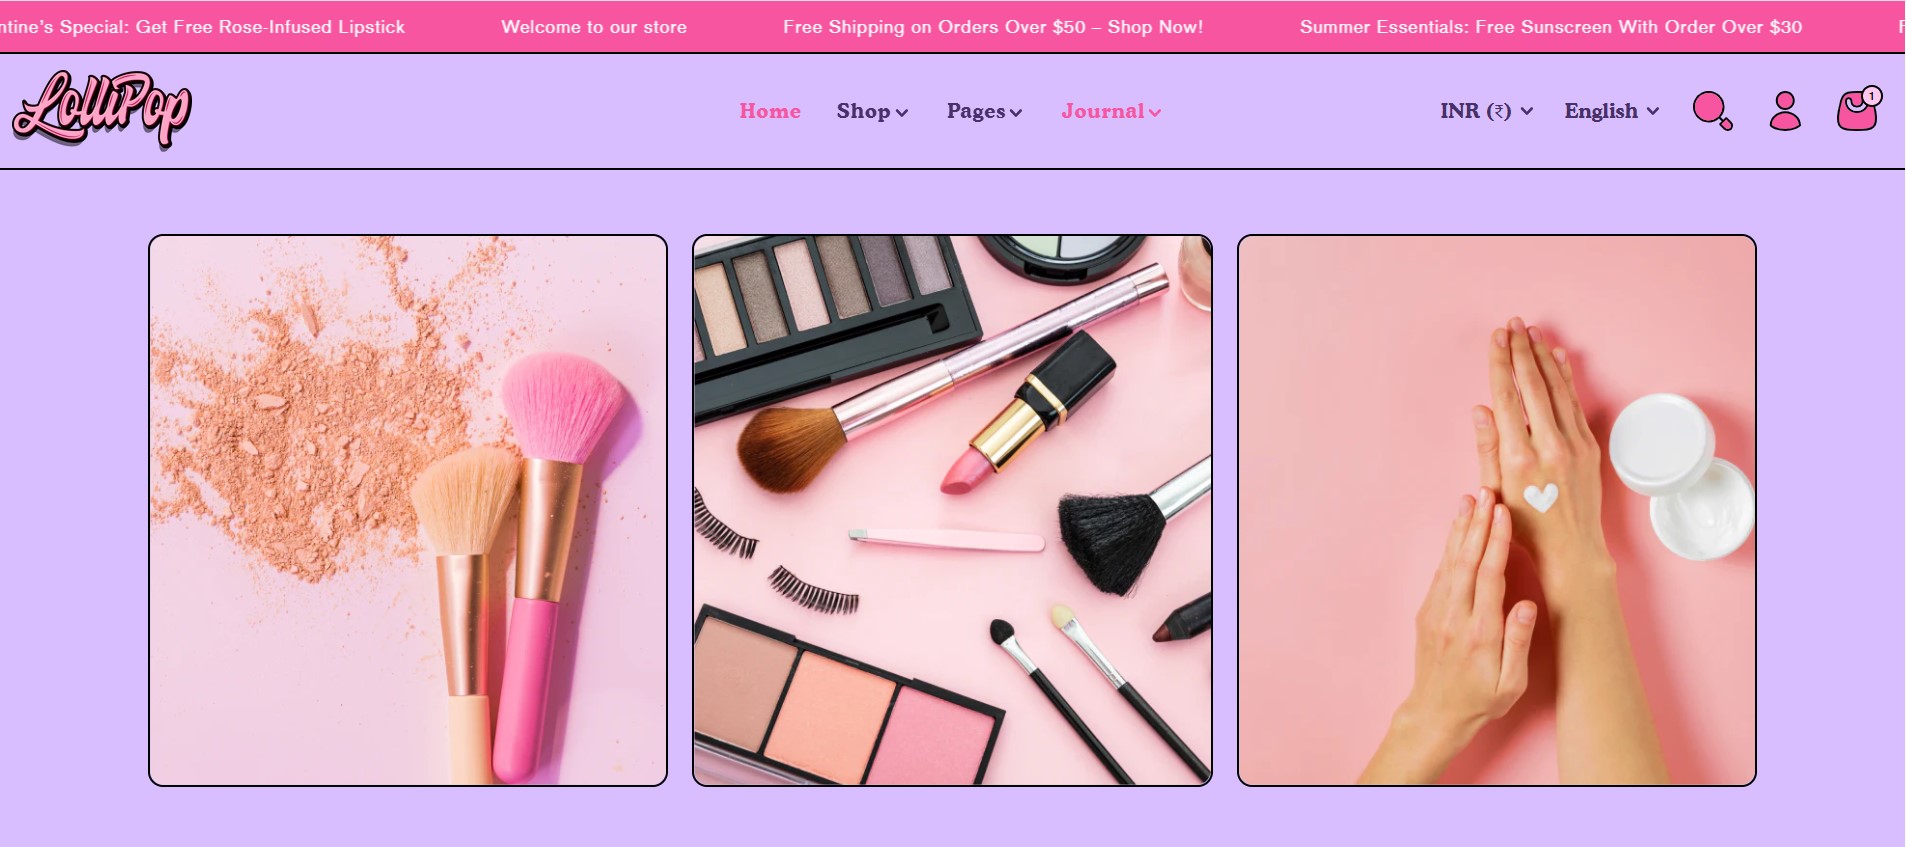 ntine's Special: Get Free Rose-Infused Lipstick
Welcome to our store
Free Shipping on Orders Over $50 – Shop Now!
Summer Essentials: Free Sunscreen With Order Over $30
LolliPop
Home
Shop
Pages
Journal
INR (₹)
English
1